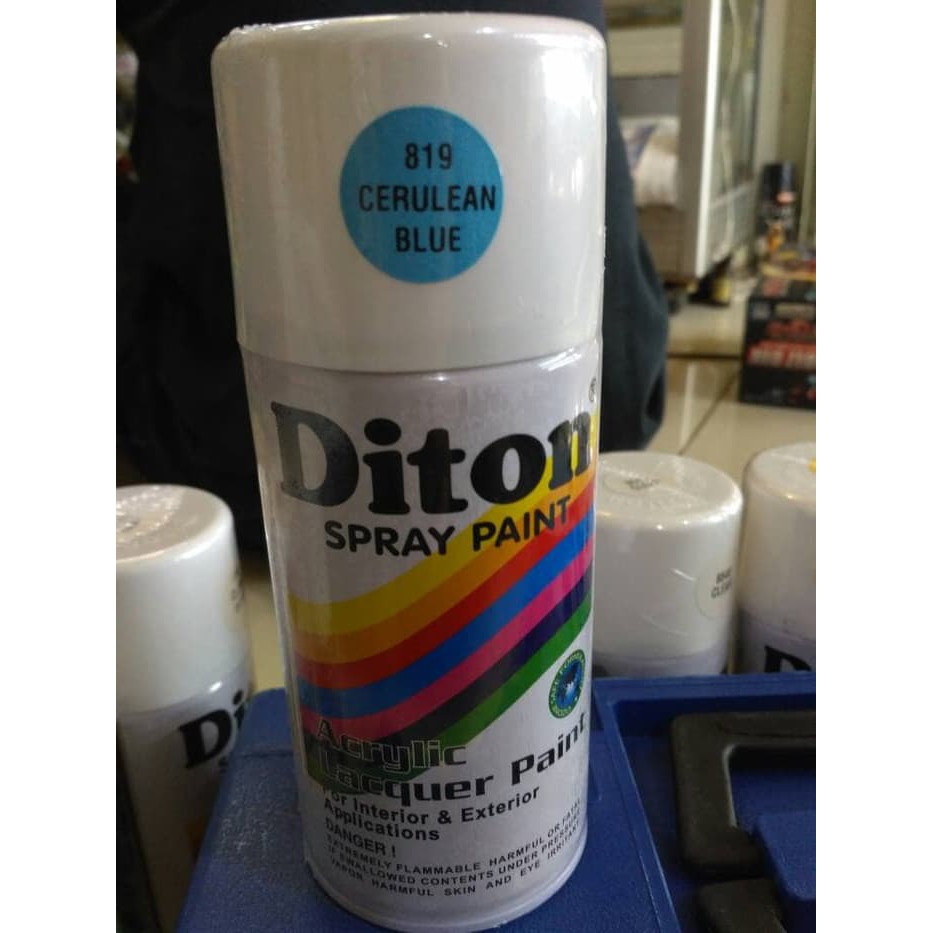 819
CERULEAN
BLUE
Diton®
SPRAY PAINT
Acrylic
Lacquer Paint
For Interior & Exterior
Applications
DANGER !
EXTREMELY FLAMMABLE HARMFUL OR FATAL
IF SWALLOWED CONTENTS UNDER PRESSURE
VAPOR HARMFUL SKIN AND EYE IRRITANT
Di
S
D